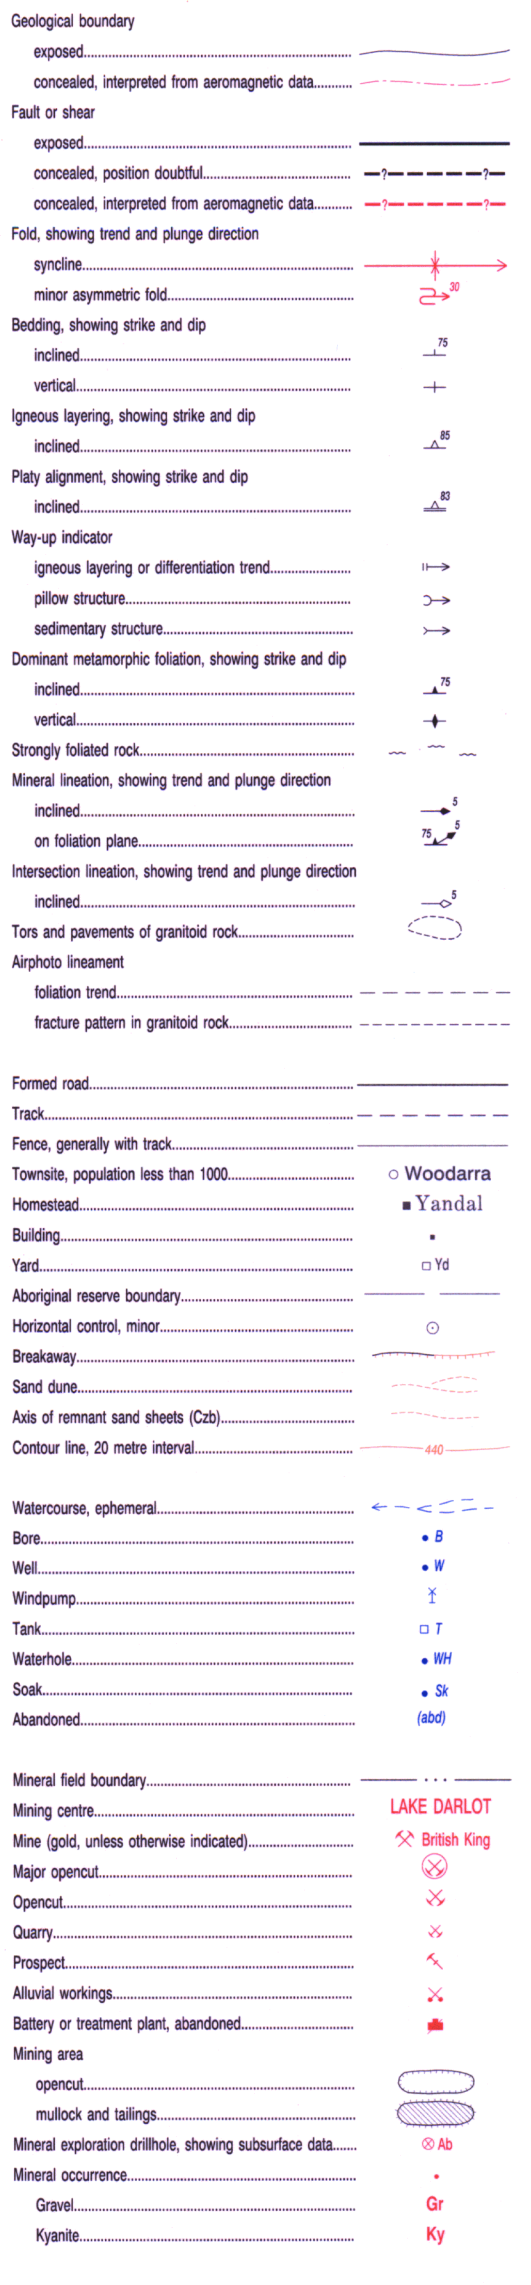 Geological boundary
exposed
concealed, interpreted from aeromagnetic data
Fault or shear
exposed
concealed, position doubtful ? ?
concealed, interpreted from aeromagnetic data ? ?
Fold, showing trend and plunge direction
syncline
minor asymmetric fold 30
Bedding, showing strike and dip
inclined 75
vertical
Igneous layering, showing strike and dip
inclined 85
Platy alignment, showing strike and dip
inclined 83
Way-up indicator
igneous layering or differentiation trend
pillow structure
sedimentary structure
Dominant metamorphic foliation, showing strike and dip
inclined 75
vertical
Strongly foliated rock
Mineral lineation, showing trend and plunge direction
inclined 5
on foliation plane 75 5
Intersection lineation, showing trend and plunge direction
inclined 5
Tors and pavements of granitoid rock
Airphoto lineament
foliation trend
fracture pattern in granitoid rock
Formed road
Track
Fence, generally with track
Townsite, population less than 1000 Woodarra
Homestead Yandal
Building
Yard Yd
Aboriginal reserve boundary
Horizontal control, minor
Breakaway
Sand dune
Axis of remnant sand sheets (Czb)
Contour line, 20 metre interval 440
Watercourse, ephemeral
Bore B
Well W
Windpump
Tank T
Waterhole WH
Soak Sk
Abandoned (abd)
Mineral field boundary
Mining centre LAKE DARLOT
Mine (gold, unless otherwise indicated) British King
Major opencut
Opencut
Quarry
Prospect
Alluvial workings
Battery or treatment plant, abandoned
Mining area
opencut
mullock and tailings
Mineral exploration drillhole, showing subsurface data Ab
Mineral occurrence
Gravel Gr
Kyanite Ky